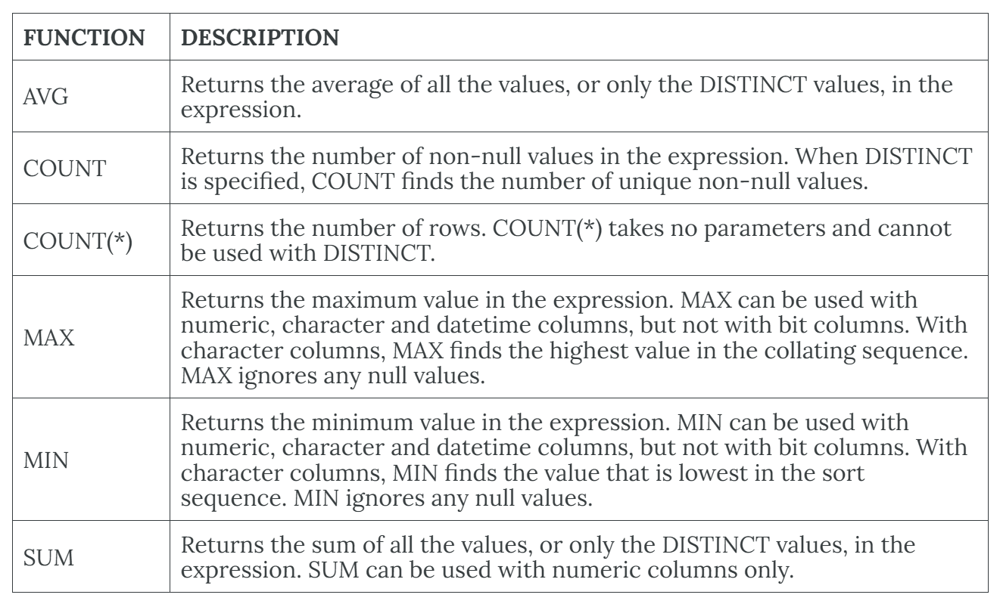 FUNCTION DESCRIPTION
AVG
Returns the average of all the values, or only the DISTINCT values, in the
expression.
COUNT
Returns the number of non-null values in the expression. When DISTINCT
is specified, COUNT finds the number of unique non-null values.
COUNT(*)
Returns the number of rows. COUNT(*) takes no parameters and cannot
be used with DISTINCT.
MAX
Returns the maximum value in the expression. MAX can be used with
numeric, character and datetime columns, but not with bit columns. With
character columns, MAX finds the highest value in the collating sequence.
MAX ignores any null values.
MIN
Returns the minimum value in the expression. MIN can be used with
numeric, character and datetime columns, but not with bit columns. With
character columns, MIN finds the value that is lowest in the sort
sequence. MIN ignores any null values.
SUM
Returns the sum of all the values, or only the DISTINCT values, in the
expression. SUM can be used with numeric columns only.